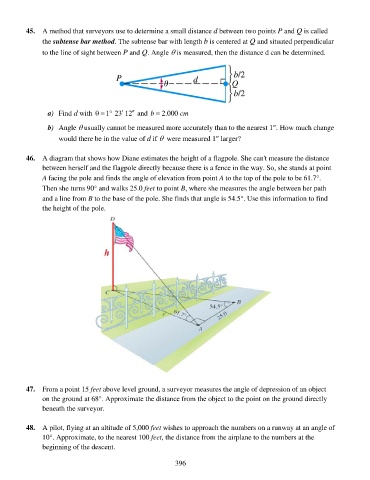 45. A method that surveyors use to determine a small distance d between two points P and Q is called
the subtense bar method. The subtense bar with length b is centered at Q and situated perpendicular
to the line of sight between P and Q. Angle θ is measured, then the distance d can be determined.
P
θ
d
b/2
Q
b/2
a) Find d with θ = 1° 23′ 12″ and b = 2.000 cm
b) Angle θ usually cannot be measured more accurately than to the nearest 1″. How much change
would there be in the value of d if θ were measured 1″ larger?
46. A diagram that shows how Diane estimates the height of a flagpole. She can't measure the distance
between herself and the flagpole directly because there is a fence in the way. So, she stands at point
A facing the pole and finds the angle of elevation from point A to the top of the pole to be 61.7°.
Then she turns 90° and walks 25.0 feet to point B, where she measures the angle between her path
and a line from B to the base of the pole. She finds that angle is 54.5°. Use this information to find
the height of the pole.
D
h
C
B
54.5°
61.7°
25.0
A
47. From a point 15 feet above level ground, a surveyor measures the angle of depression of an object
on the ground at 68°. Approximate the distance from the object to the point on the ground directly
beneath the surveyor.
48. A pilot, flying at an altitude of 5,000 feet wishes to approach the numbers on a runway at an angle of
10°. Approximate, to the nearest 100 feet, the distance from the airplane to the numbers at the
beginning of the descent.
396